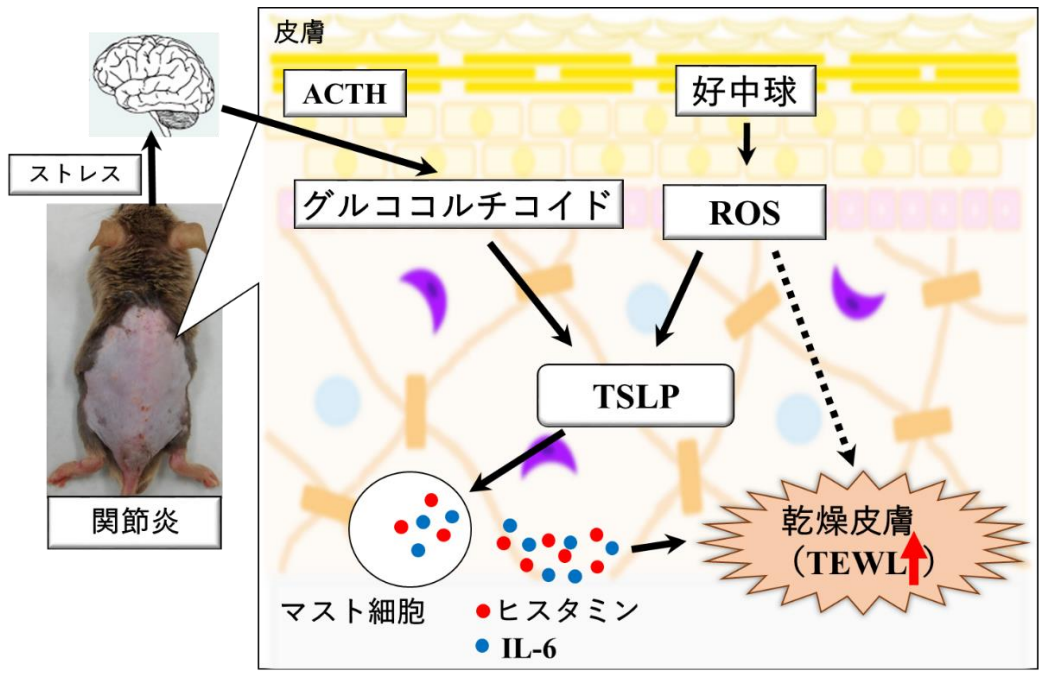 皮膚
ACTH
好中球
ストレス
グルココルチコイド
ROS
TSLP
関節炎
乾燥皮膚
（TEWL）
マスト細胞
ヒスタミン
IL-6